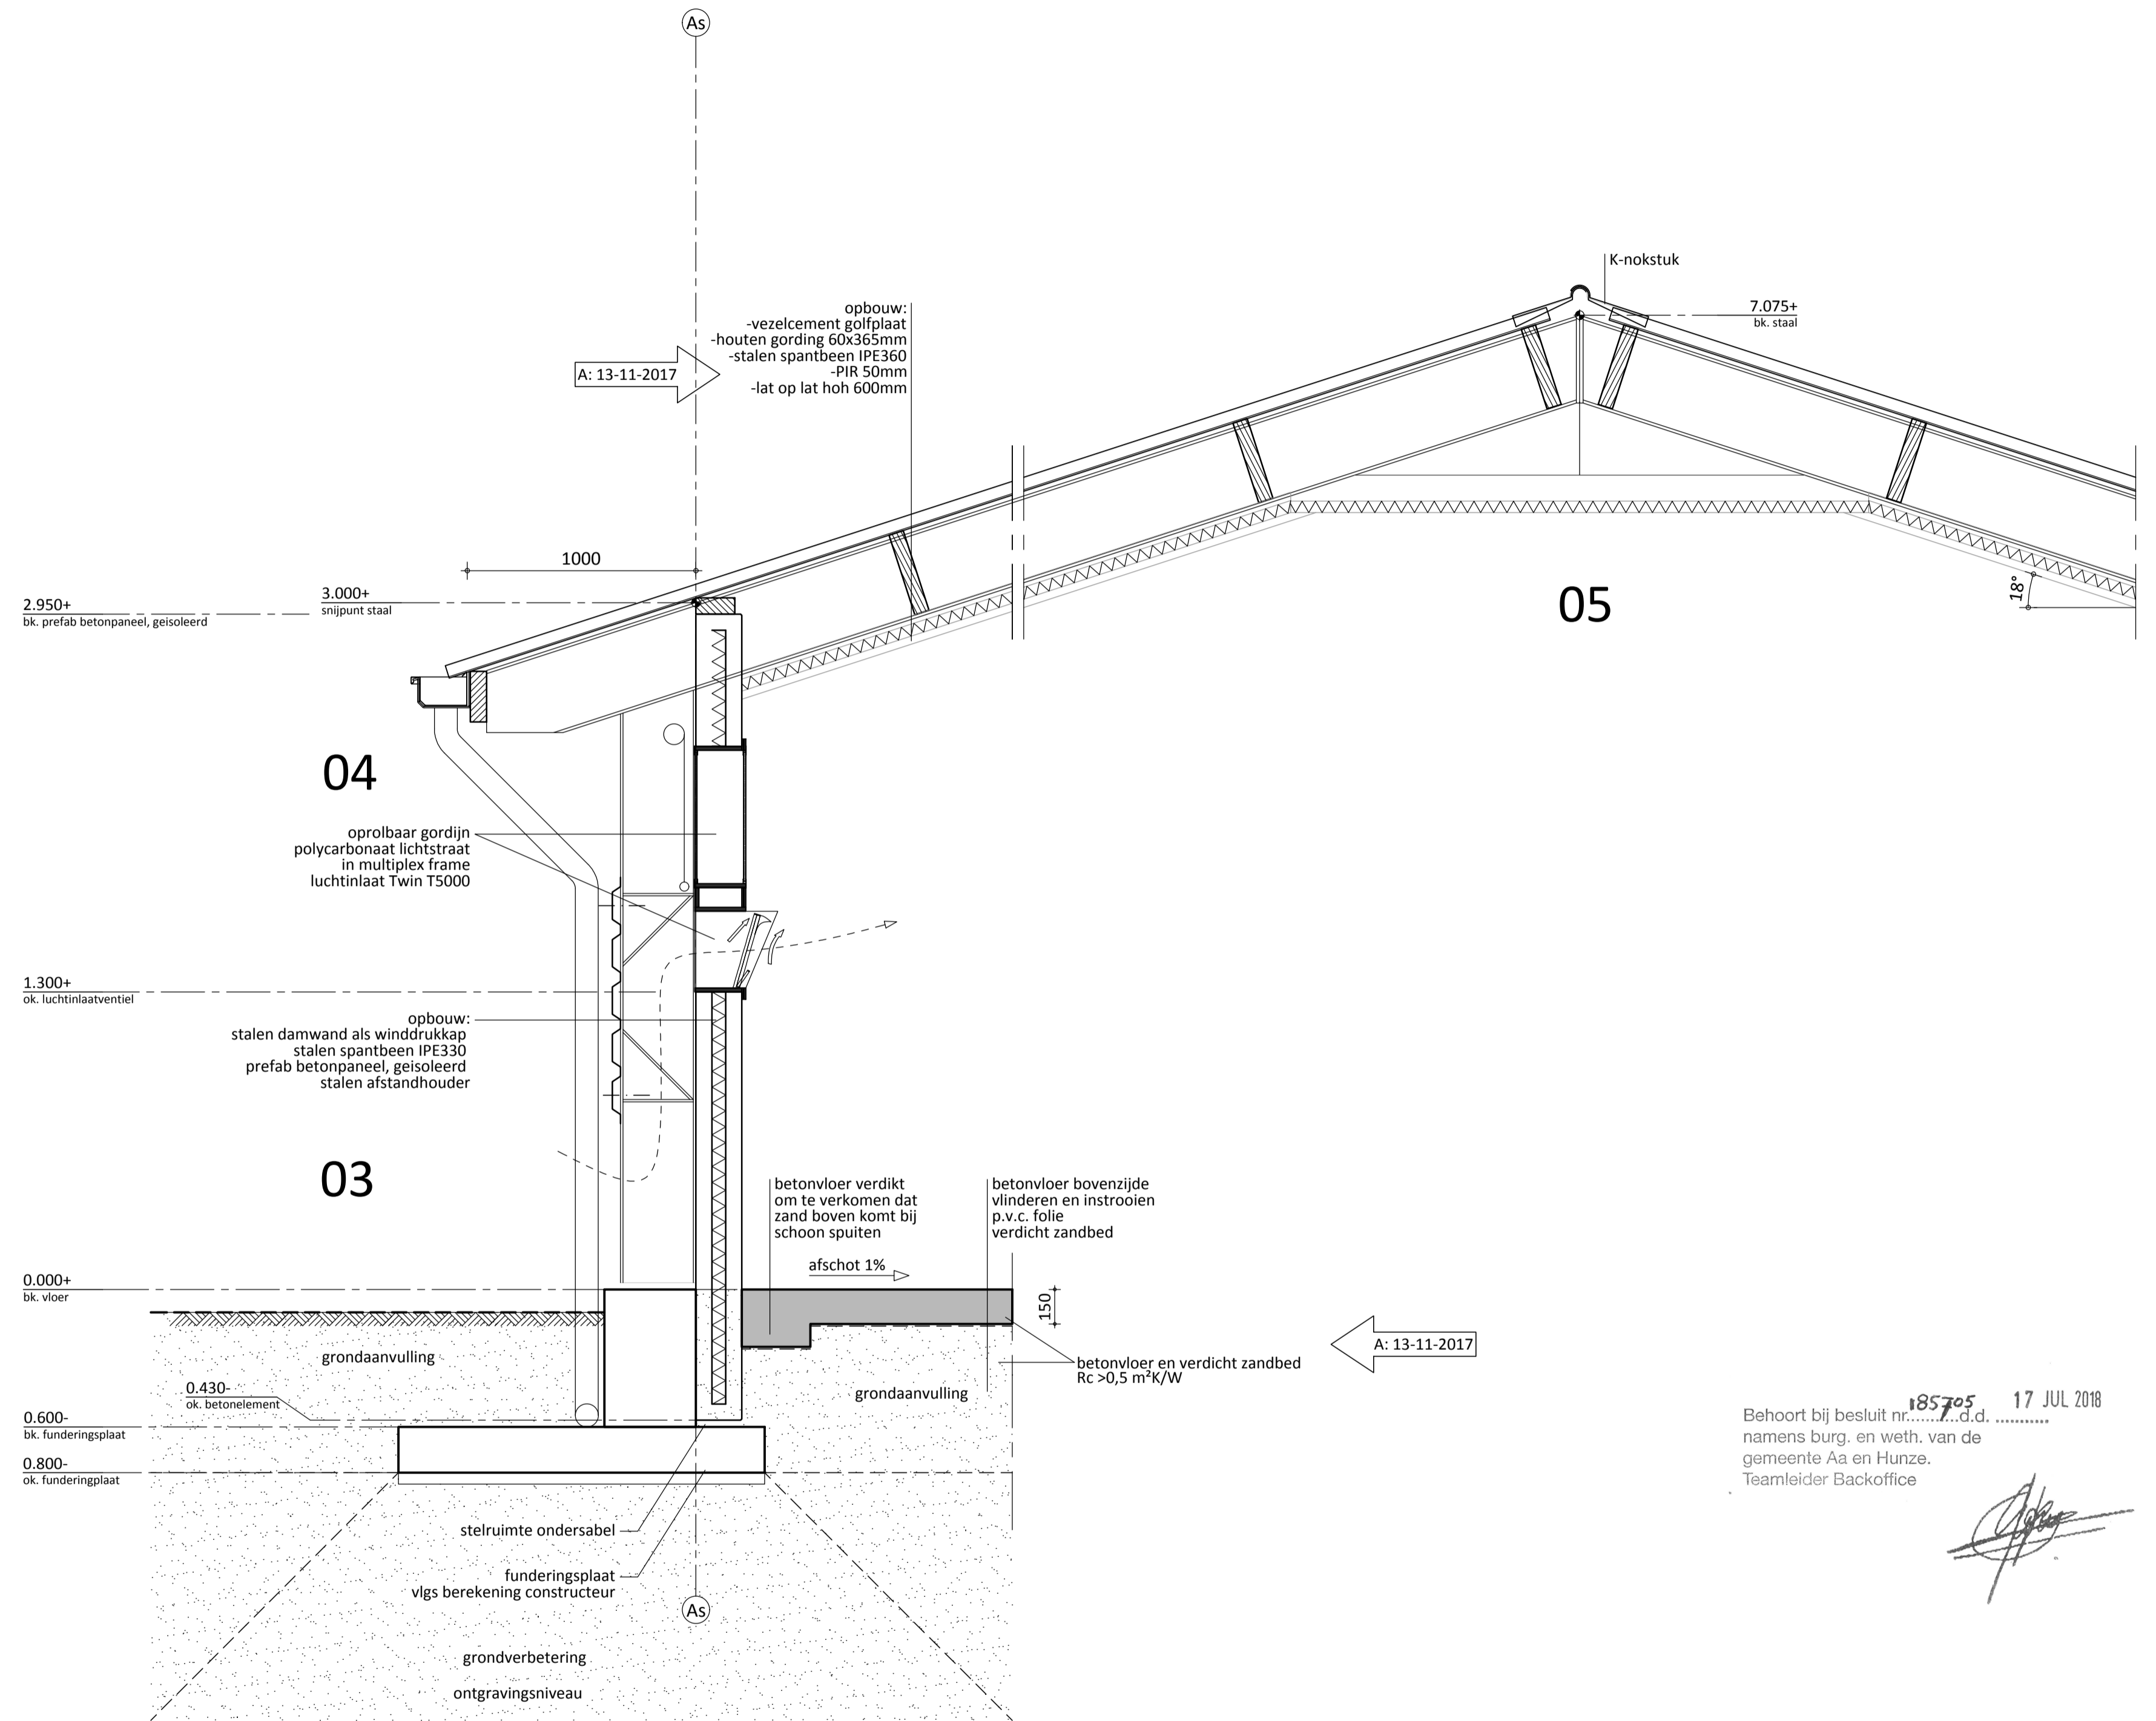 As
K-nokstuk
7.075+
bk. staal
opbouw:
-vezelcement golfplaat
-houten gording 60x365mm
-stalen spantbeen IPE360
-PIR 50mm
-lat op lat hoh 600mm
A: 13-11-2017
1000
3.000+
snijpunt staal
2.950+
bk. prefab betonpaneel, geisoleerd
05
18°
04
oprolbaar gordijn
polycarbonaat lichtstraat
in multiplex frame
luchtinlaat Twin T5000
1.300+
ok. luchtinlaatventiel
opbouw:
stalen damwand als winddrukkap
stalen spantbeen IPE330
prefab betonpaneel, geisoleerd
stalen afstandhouder
03
betonvloer verdikt
om te verkomen dat
zand boven komt bij
schoon spuiten
betonvloer bovenzijde
vlinderen en instrooien
p.v.c. folie
verdicht zandbed
afschot 1%
0.000+
bk. vloer
150
A: 13-11-2017
grondaanvulling
betonvloer en verdicht zandbed
Rc >0,5 m²K/W
0.430-
ok. betonelement
grondaanvulling
0.600-
bk. funderingsplaat
0.800-
ok. funderingplaat
stelruimte ondersabel
funderingsplaat
vlgs berekening constructeur
As
grondverbetering
ontgravingsniveau
Behoort bij besluit nr. 185705 d.d. 17 JUL 2018
namens burg. en weth. van de
gemeente Aa en Hunze.
Teamleider Backoffice